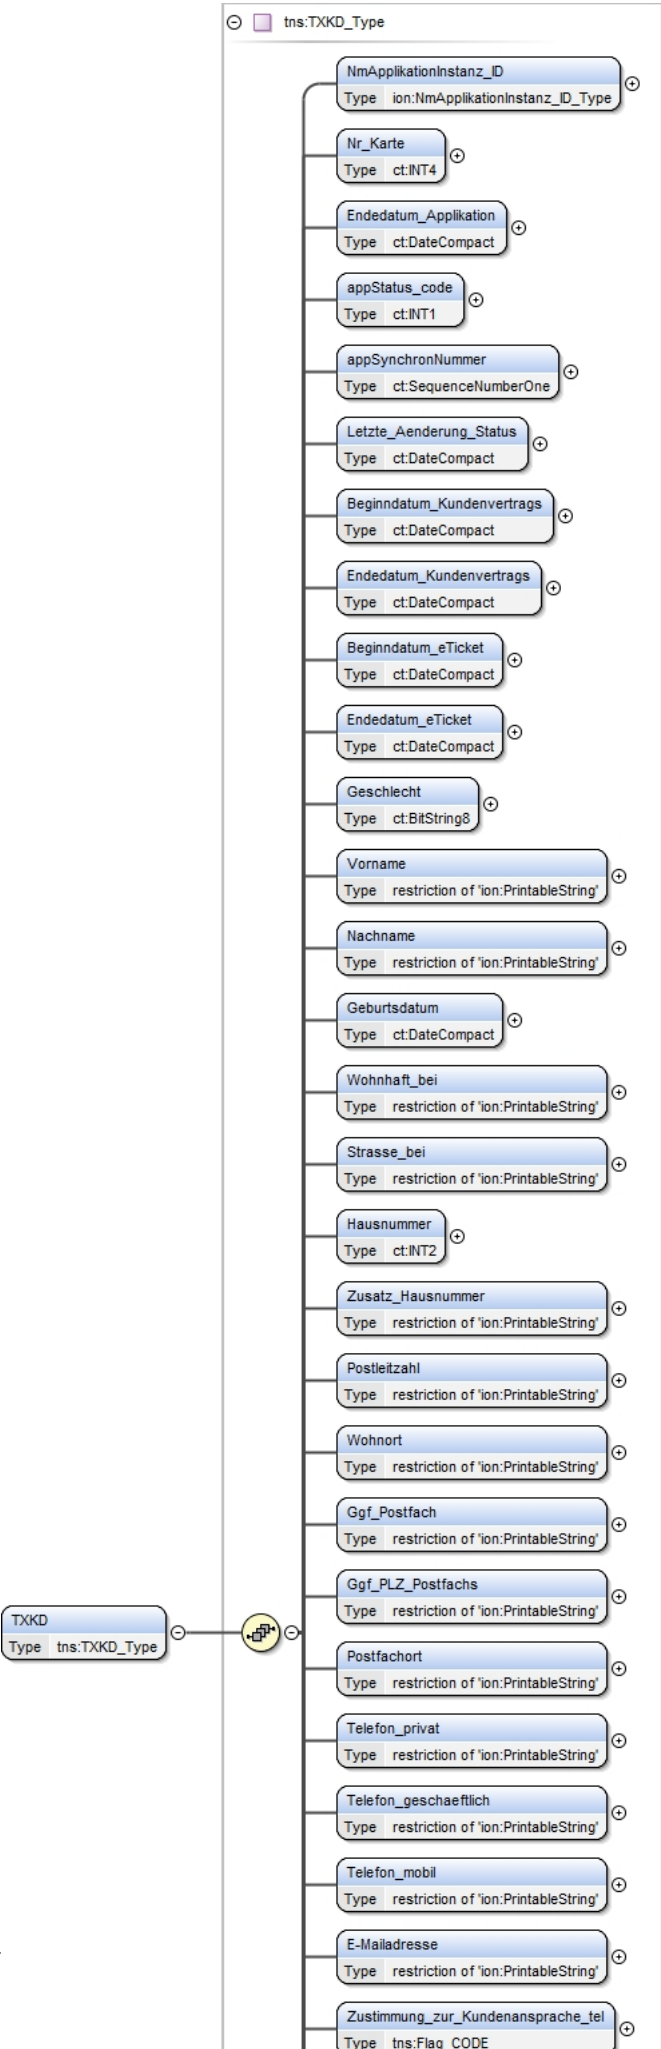 tns:TXKD_Type
NmApplikationInstanz_ID
Type ion:NmApplikationInstanz_ID_Type
Nr_Karte
Type ct:INT4
Endedatum_Applikation
Type ct:DateCompact
appStatus_code
Type ct:INT1
appSynchronNummer
Type ct:SequenceNumberOne
Letzte_Aenderung_Status
Type ct:DateCompact
Beginndatum_Kundenvertrags
Type ct:DateCompact
Endedatum_Kundenvertrags
Type ct:DateCompact
Beginndatum_eTicket
Type ct:DateCompact
Endedatum_eTicket
Type ct:DateCompact
Geschlecht
Type ct:BitString8
Vorname
Type restriction of 'ion:PrintableString'
Nachname
Type restriction of 'ion:PrintableString'
Geburtsdatum
Type ct:DateCompact
Wohnhaft_bei
Type restriction of 'ion:PrintableString'
Strasse_bei
Type restriction of 'ion:PrintableString'
Hausnummer
Type ct:INT2
Zusatz_Hausnummer
Type restriction of 'ion:PrintableString'
Postleitzahl
Type restriction of 'ion:PrintableString'
Wohnort
Type restriction of 'ion:PrintableString'
Ggf_Postfach
Type restriction of 'ion:PrintableString'
Ggf_PLZ_Postfachs
Type restriction of 'ion:PrintableString'
TXKD
Type tns:TXKD_Type
Postfachort
Type restriction of 'ion:PrintableString'
Telefon_privat
Type restriction of 'ion:PrintableString'
Telefon_geschaeftlich
Type restriction of 'ion:PrintableString'
Telefon_mobil
Type restriction of 'ion:PrintableString'
E-Mailadresse
Type restriction of 'ion:PrintableString'
Zustimmung_zur_Kundenansprache_tel
Type tns:Flag_CODE